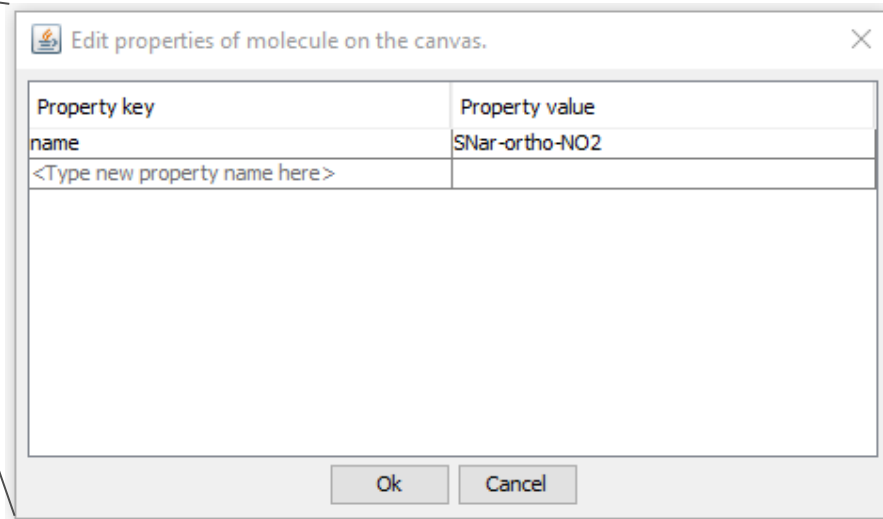 Edit properties of molecule on the canvas.
Property key Property value
name SNar-ortho-NO2
<Type new property name here>
Ok Cancel